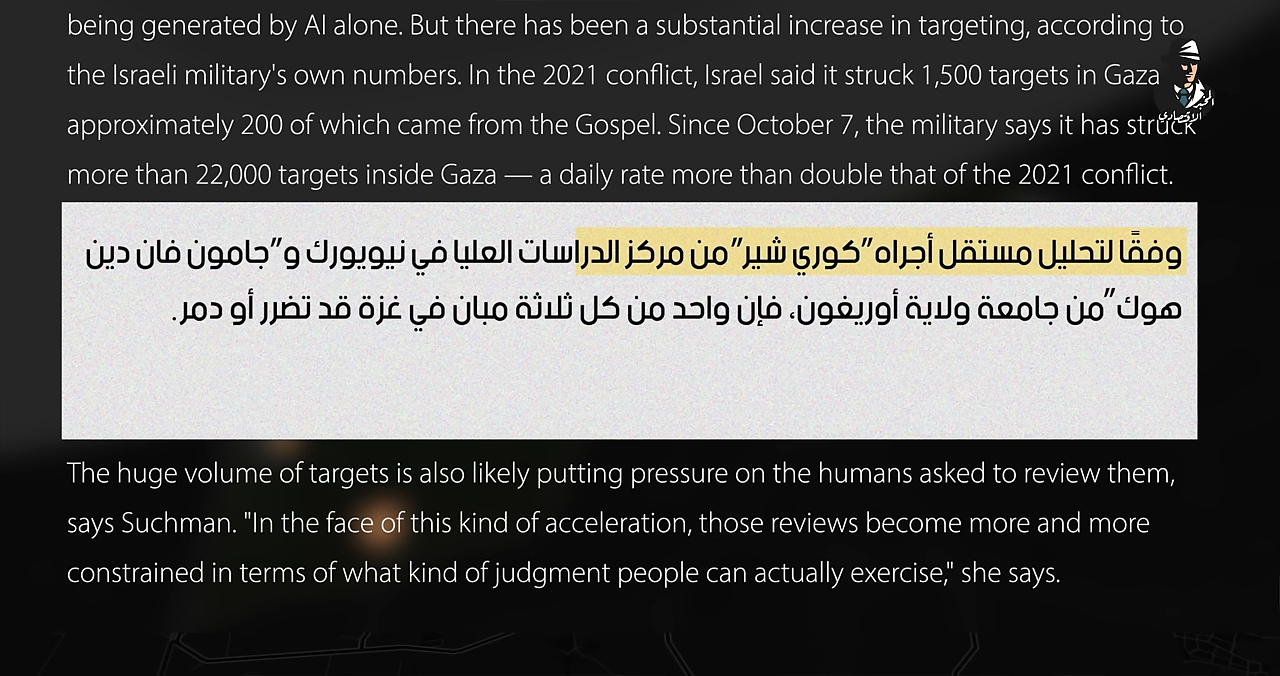 being generated by AI alone. But there has been a substantial increase in targeting, according to
the Israeli military's own numbers. In the 2021 conflict, Israel said it struck 1,500 targets in Gaza
approximately 200 of which came from the Gospel. Since October 7, the military says it has struck
more than 22,000 targets inside Gaza — a daily rate more than double that of the 2021 conflict.
وفقًا لتحليل مستقل أجراه "كوري شير" من مركز الدراسات العليا في نيويورك و"جامون فان دين
هوك" من جامعة ولاية أوريغون، فإن واحد من كل ثلاثة مبان في غزة قد تضرر أو دمر.
The huge volume of targets is also likely putting pressure on the humans asked to review them,
says Suchman. "In the face of this kind of acceleration, those reviews become more and more
constrained in terms of what kind of judgment people can actually exercise," she says.
المخبر
الاقتصادي